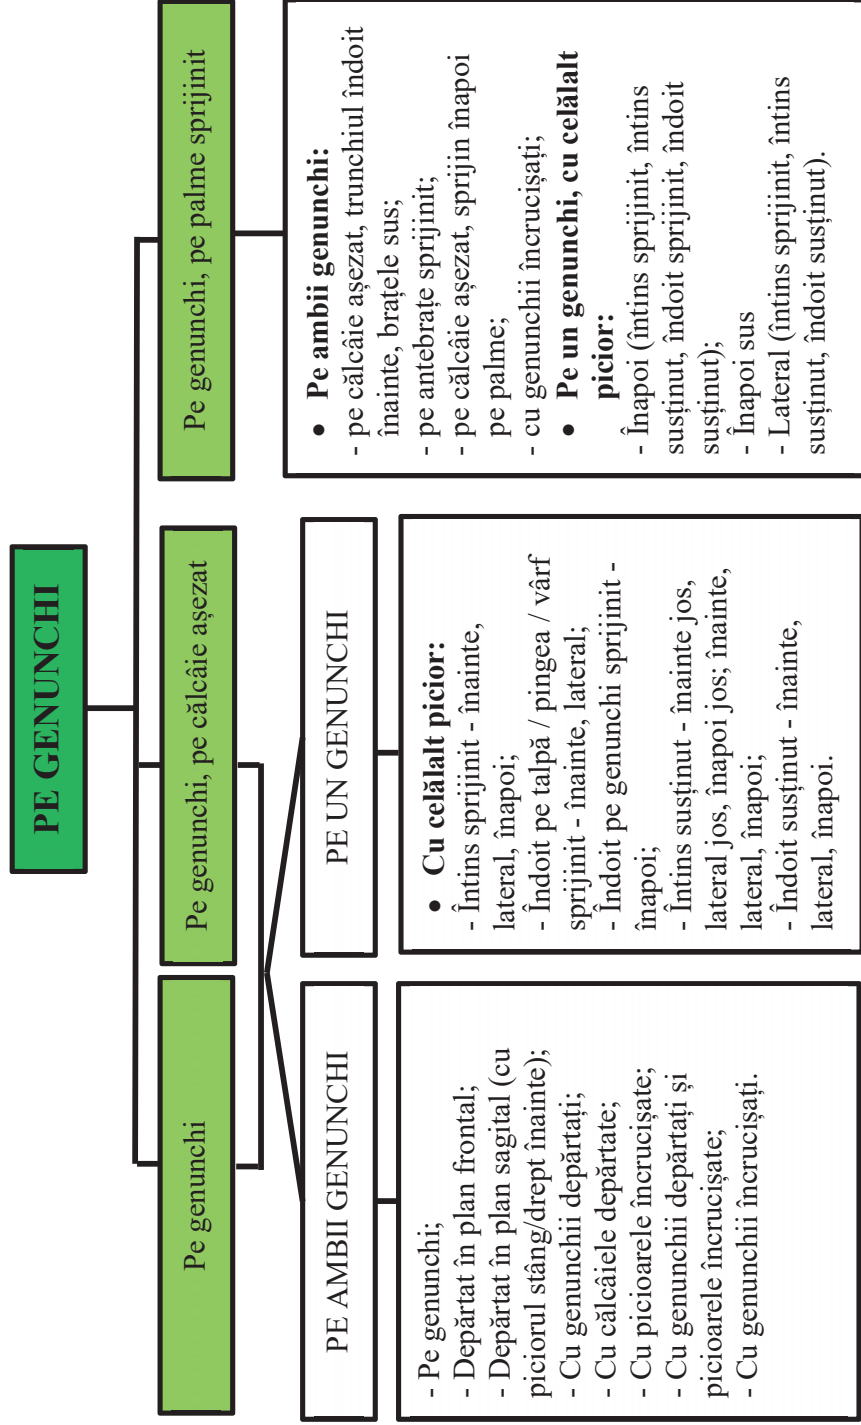 PE GENUNCHI
Pe genunchi
Pe genunchi, pe călcâie așezat
Pe genunchi, pe palme sprijinit
PE AMBII GENUNCHI
PE UN GENUNCHI
- Pe genunchi;
- Depărtat în plan frontal;
- Depărtat în plan sagital (cu
piciorul stâng/drept înainte);
- Cu genunchii depărtați;
- Cu călcâiele depărtate;
- Cu picioarele încrucișate;
- Cu genunchii depărtați și
picioarele încrucișate;
- Cu genunchii încrucișați.
• Cu celălalt picior:
- Întins sprijinit - înainte,
lateral, înapoi;
- Îndoit pe talpă / pingea / vârf
sprijinit - înainte, lateral;
- Îndoit pe genunchi sprijinit -
înapoi;
- Întins susținut - înainte jos,
lateral jos, înapoi jos; înainte,
lateral, înapoi;
- Îndoit susținut - înainte,
lateral, înapoi.
• Pe ambii genunchi:
- pe călcâie așezat, trunchiul îndoit
înainte, brațele sus;
- pe antebrațe sprijinit;
- pe călcâie așezat, sprijin înapoi
pe palme;
- cu genunchii încrucișați;
• Pe un genunchi, cu celălalt
picior:
- Înapoi (întins sprijinit, întins
susținut, îndoit sprijinit, îndoit
susținut);
- Înapoi sus
- Lateral (întins sprijinit, întins
susținut, îndoit susținut).